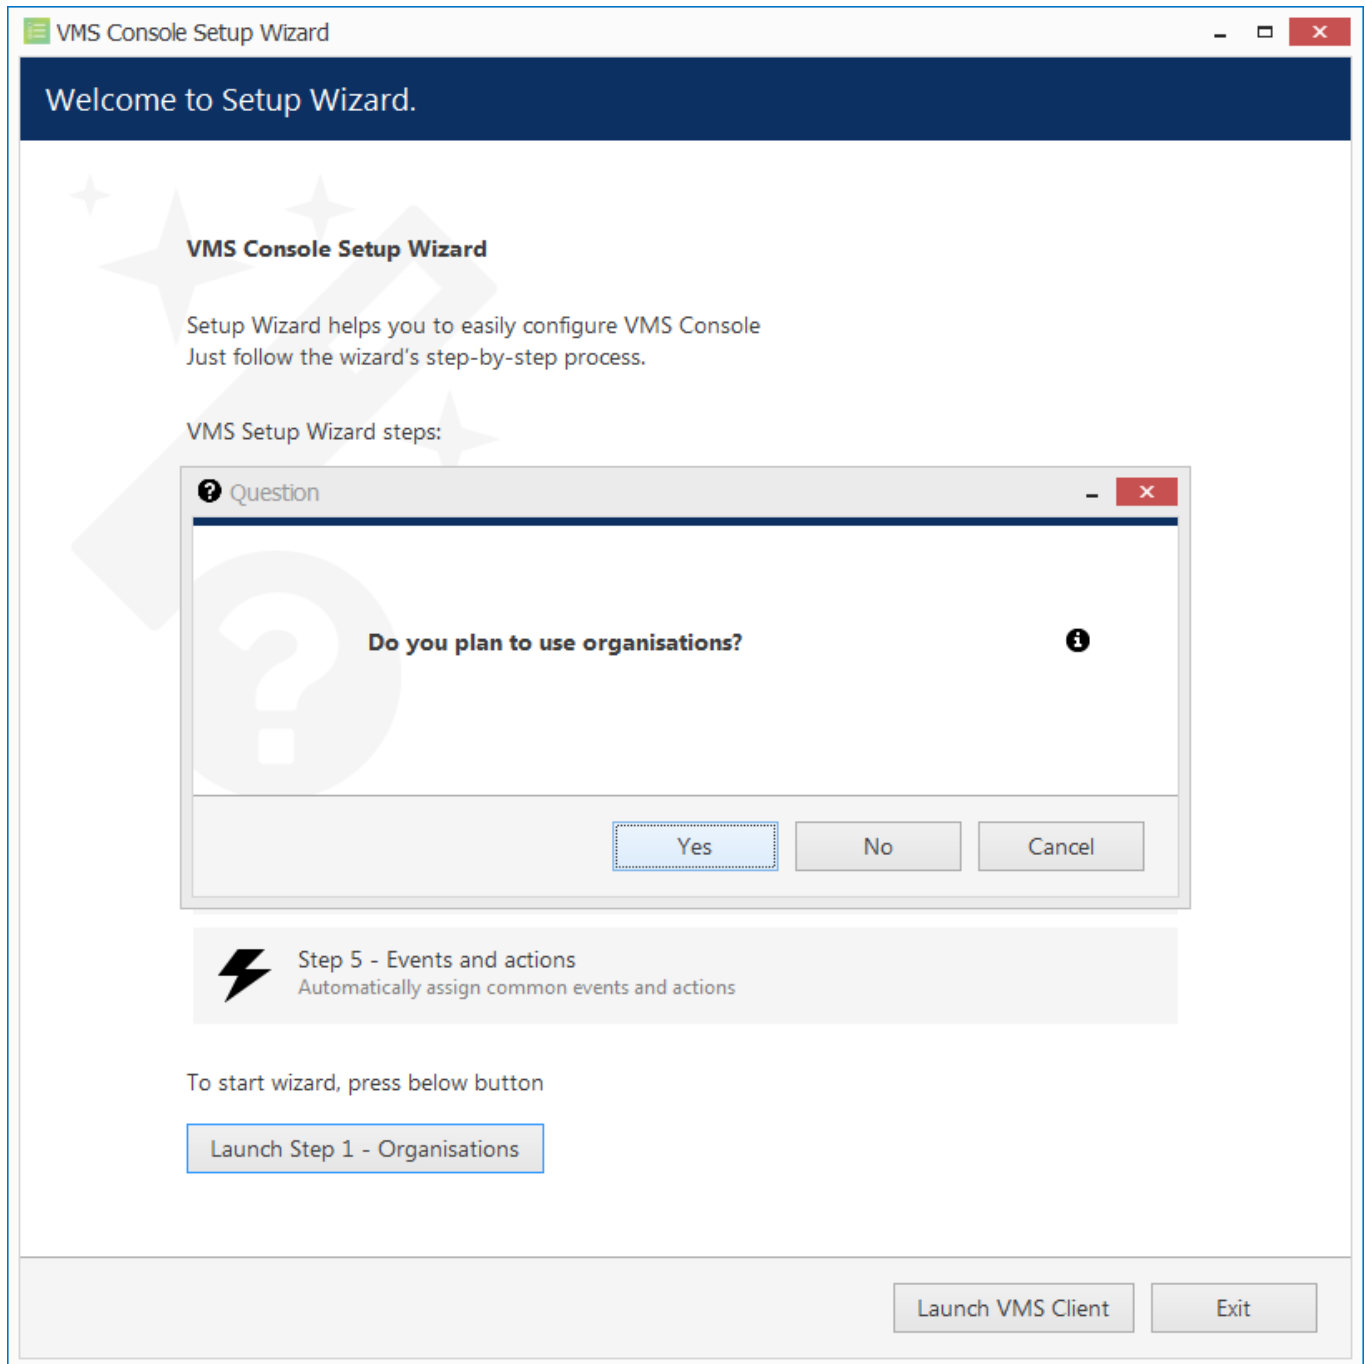 VMS Console Setup Wizard
Welcome to Setup Wizard.
VMS Console Setup Wizard
Setup Wizard helps you to easily configure VMS Console
Just follow the wizard's step-by-step process.
VMS Setup Wizard steps:
Question
Do you plan to use organisations?
Yes
No
Cancel
Step 5 - Events and actions
Automatically assign common events and actions
To start wizard, press below button
Launch Step 1 - Organisations
Launch VMS Client
Exit